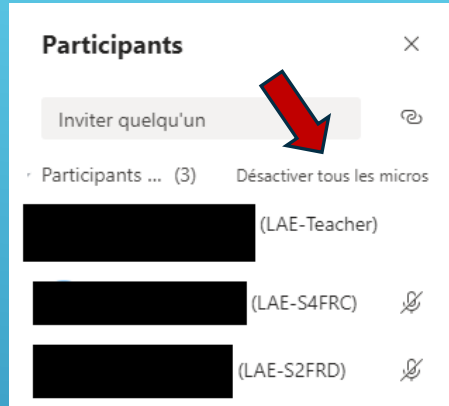 Participants
Inviter quelqu'un
Participants ... (3) Désactiver tous les micros
(LAE-Teacher)
(LAE-S4FRC)
(LAE-S2FRD)